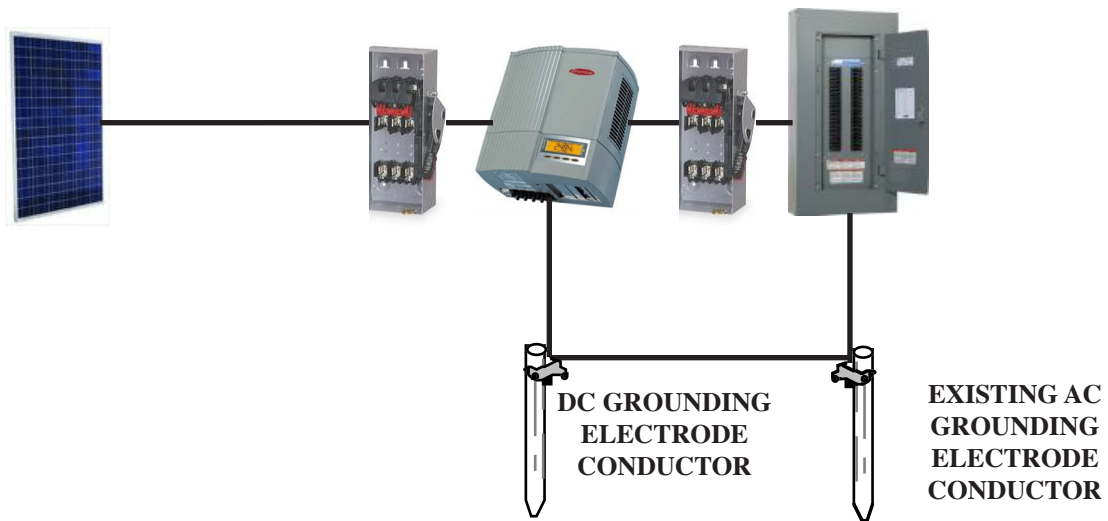 DC GROUNDING
ELECTRODE
CONDUCTOR
EXISTING AC
GROUNDING
ELECTRODE
CONDUCTOR